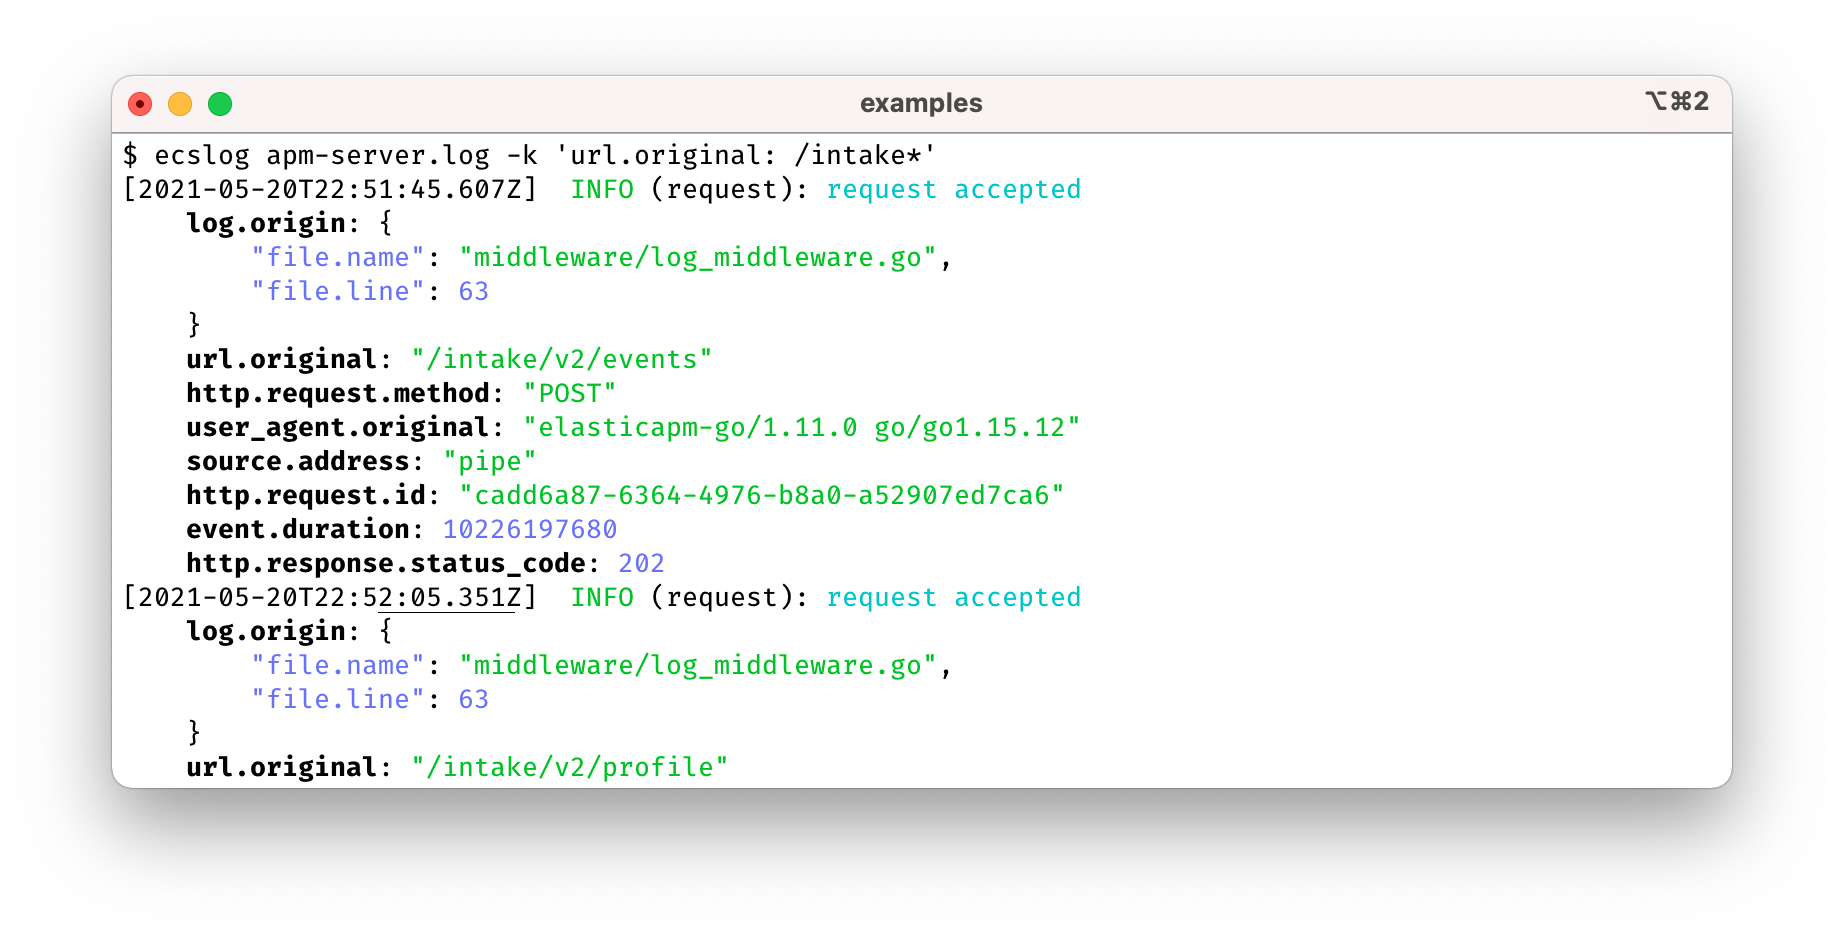 examples
⌥⌘2
$ ecslog apm-server.log -k 'url.original: /intake*'
[2021-05-20T22:51:45.607Z]  INFO (request): request accepted
    log.origin: {
        "file.name": "middleware/log_middleware.go",
        "file.line": 63
    }
    url.original: "/intake/v2/events"
    http.request.method: "POST"
    user_agent.original: "elasticapm-go/1.11.0 go/go1.15.12"
    source.address: "pipe"
    http.request.id: "cadd6a87-6364-4976-b8a0-a52907ed7ca6"
    event.duration: 10226197680
    http.response.status_code: 202
[2021-05-20T22:52:05.351Z]  INFO (request): request accepted
    log.origin: {
        "file.name": "middleware/log_middleware.go",
        "file.line": 63
    }
    url.original: "/intake/v2/profile"